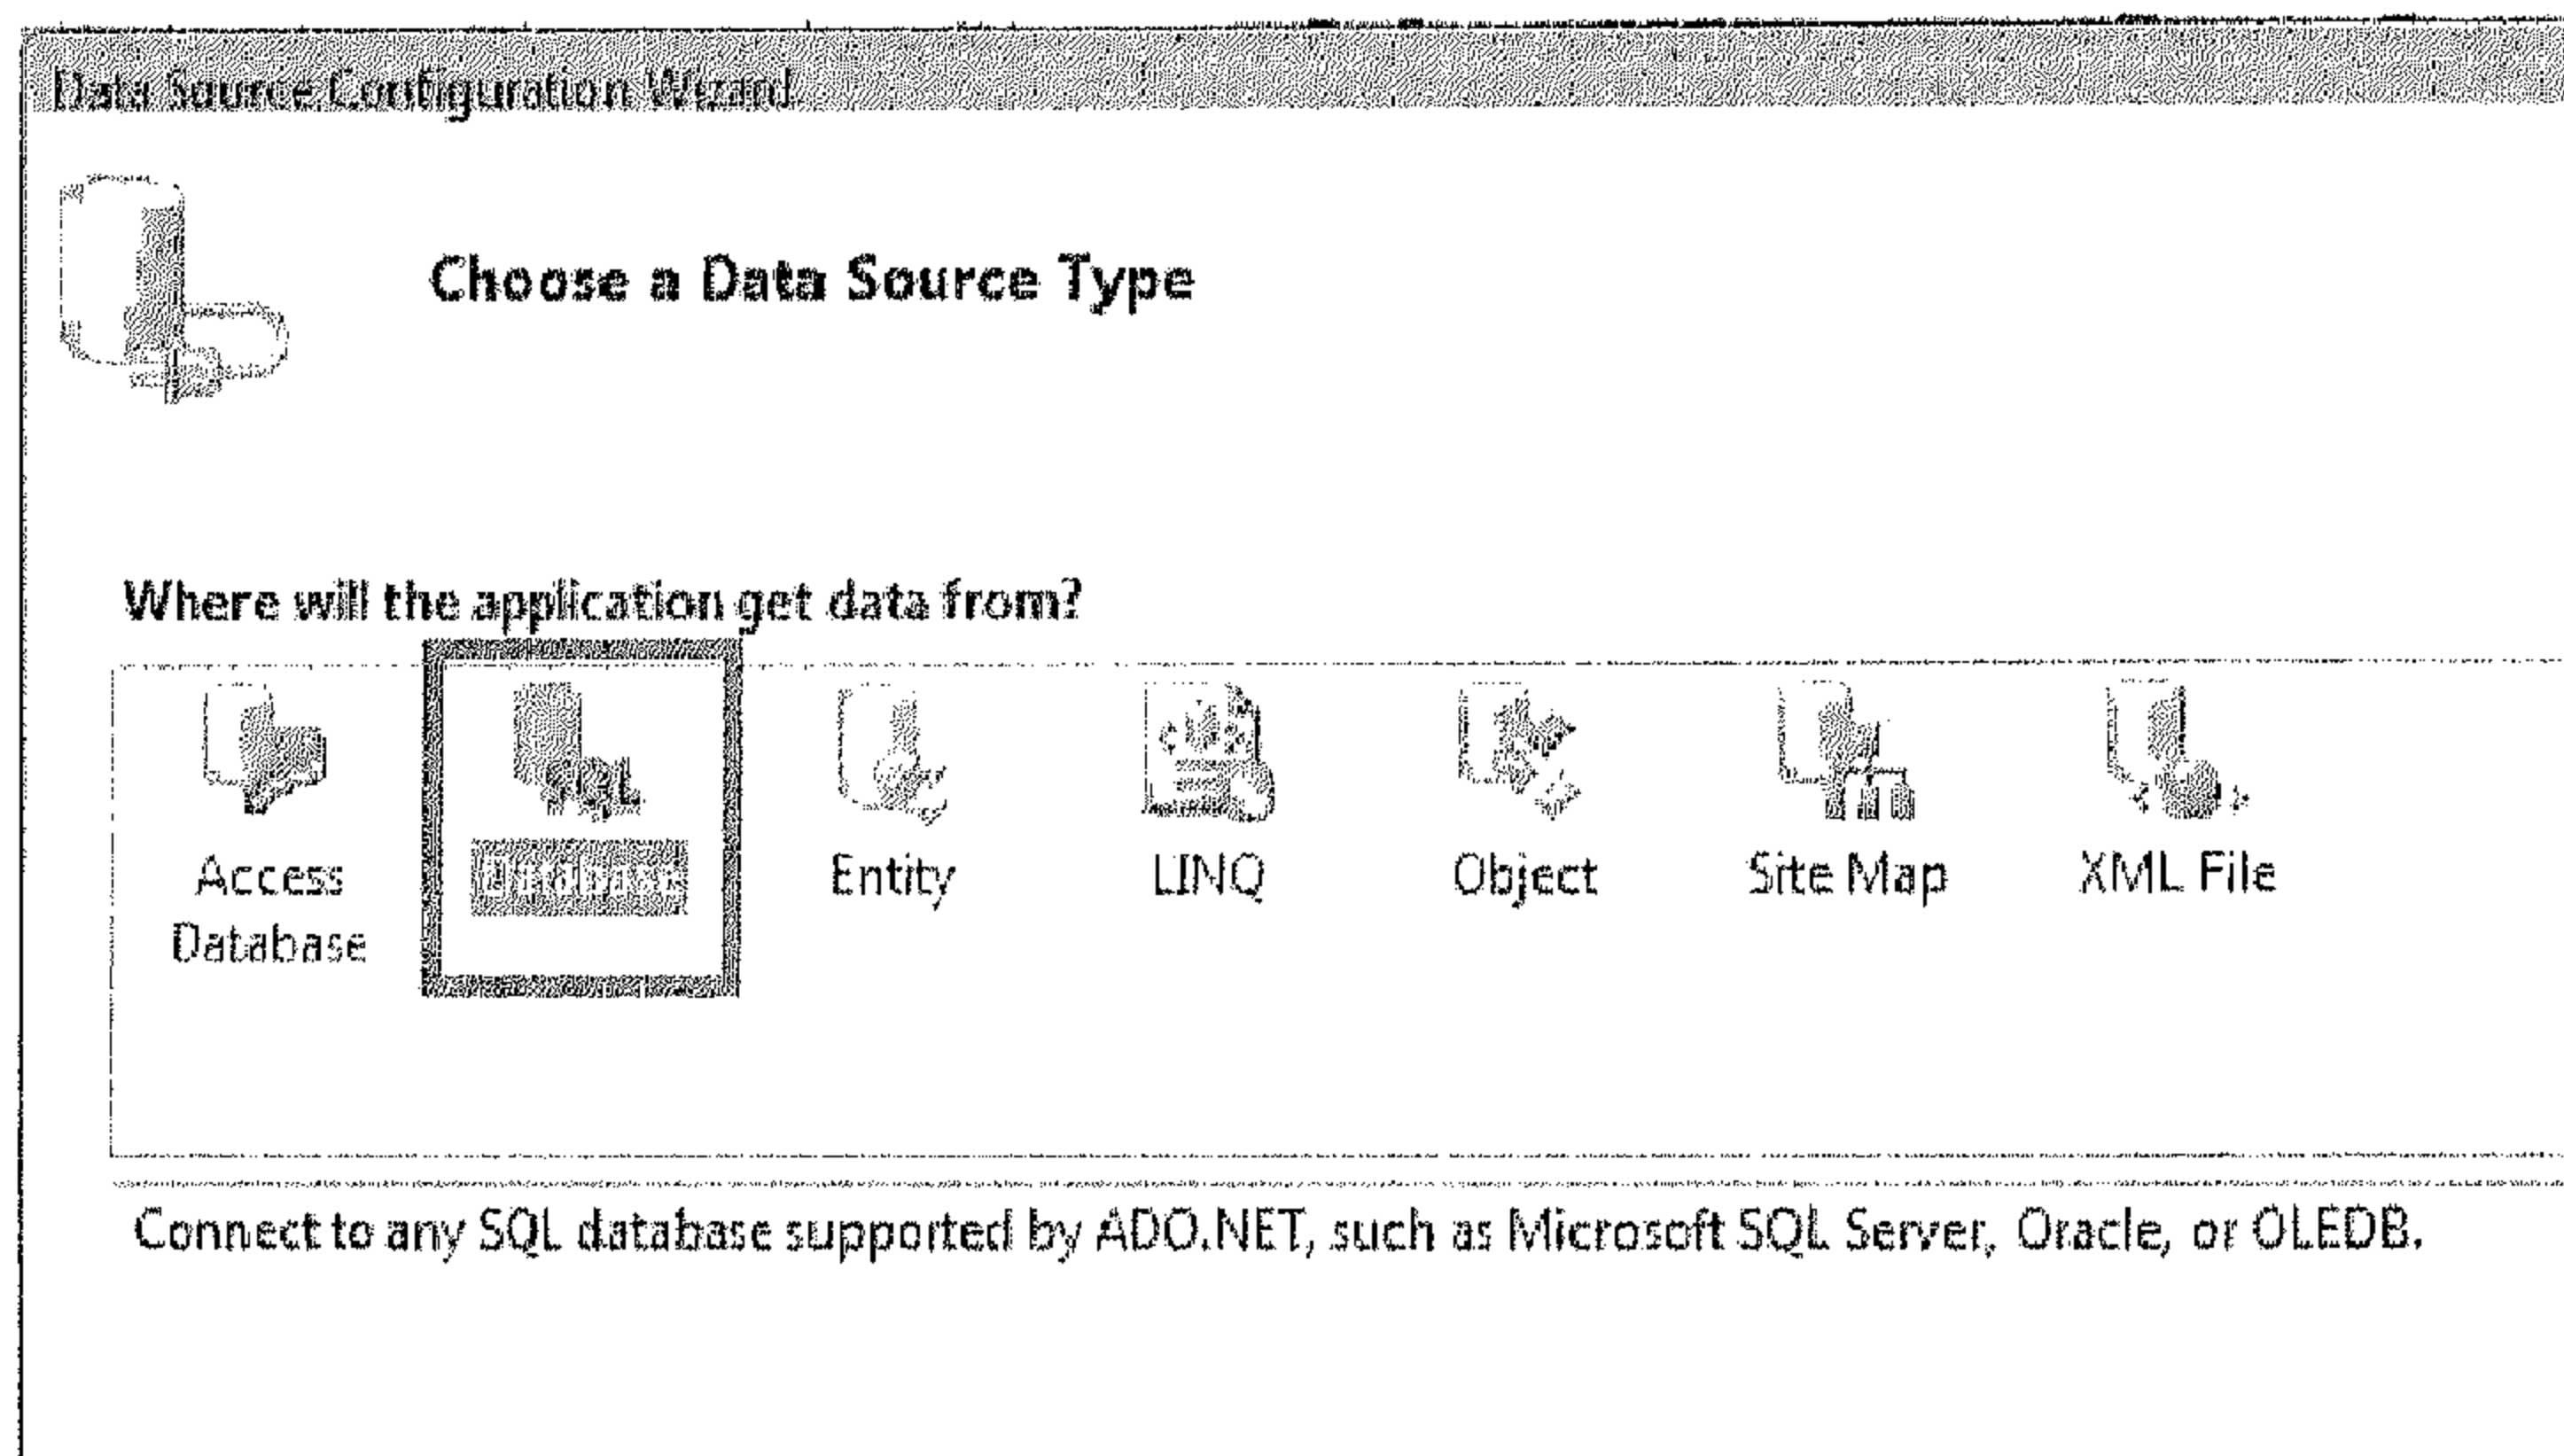 Data Source Configuration Wizard
Choose a Data Source Type
Where will the application get data from?
SQL
Access Database
Database
Entity
LINQ
Object
Site Map
XML File
Connect to any SQL database supported by ADO.NET, such as Microsoft SQL Server, Oracle, or OLEDB.